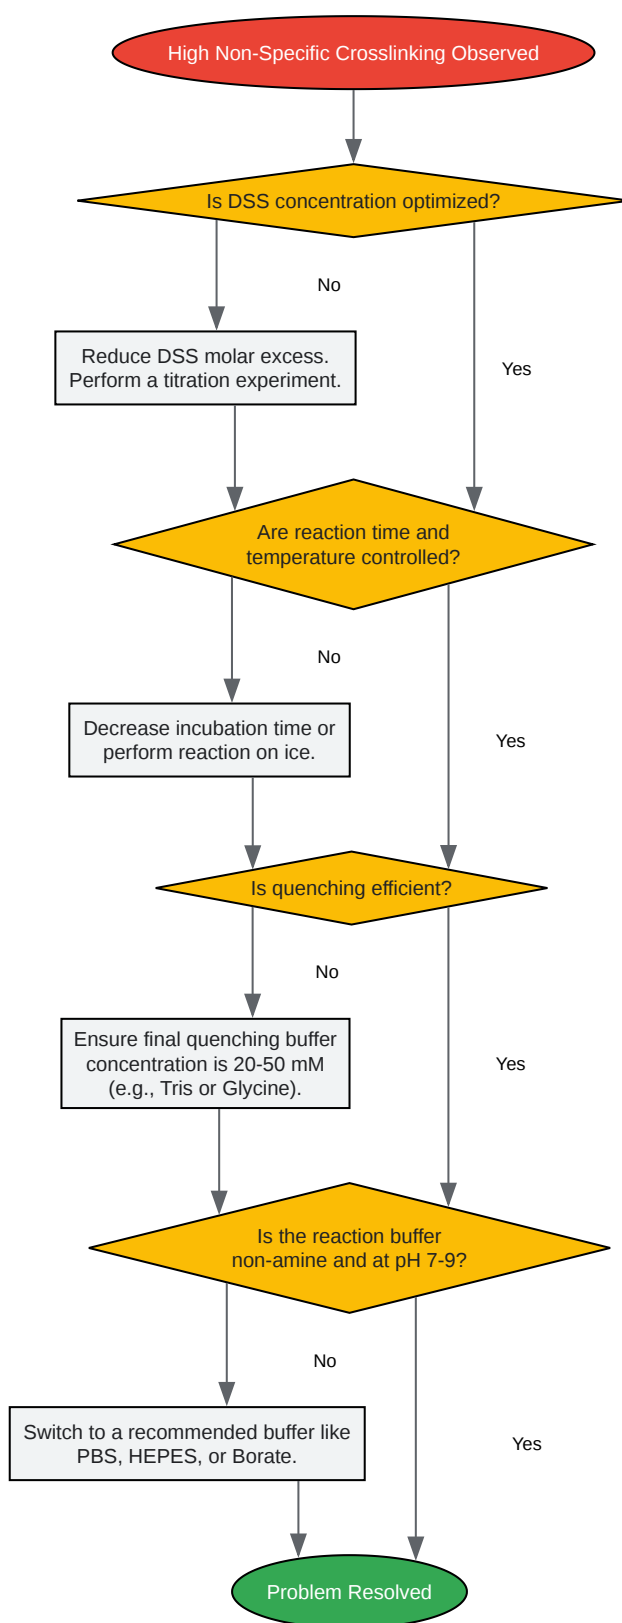 High Non-Specific Crosslinking Observed
Is DSS concentration optimized?
No
Reduce DSS molar excess.
Perform a titration experiment.
Yes
Are reaction time and
temperature controlled?
No
Decrease incubation time or
perform reaction on ice.
Yes
Is quenching efficient?
No
Ensure final quenching buffer
concentration is 20-50 mM
(e.g., Tris or Glycine).
Yes
Is the reaction buffer
non-amine and at pH 7-9?
No
Switch to a recommended buffer like
PBS, HEPES, or Borate.
Yes
Problem Resolved